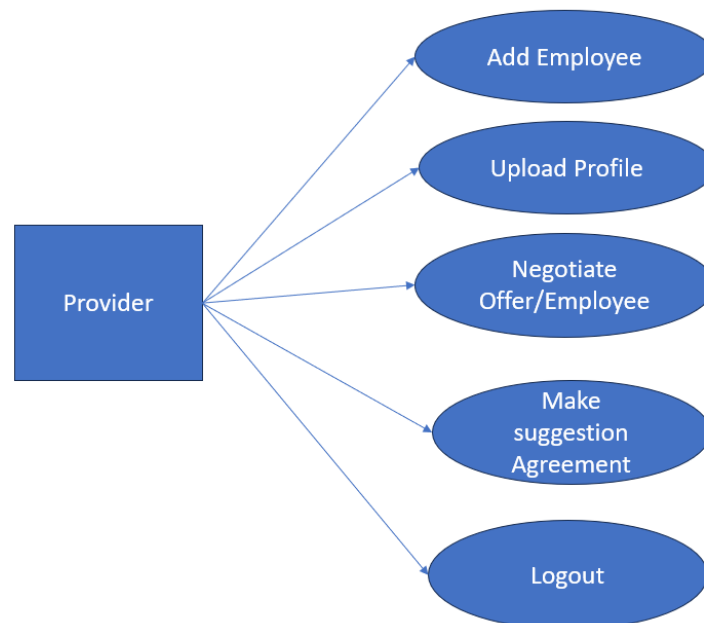 Add Employee
Upload Profile
Provider
Negotiate
Offer/Employee
Make
suggestion
Agreement
Logout